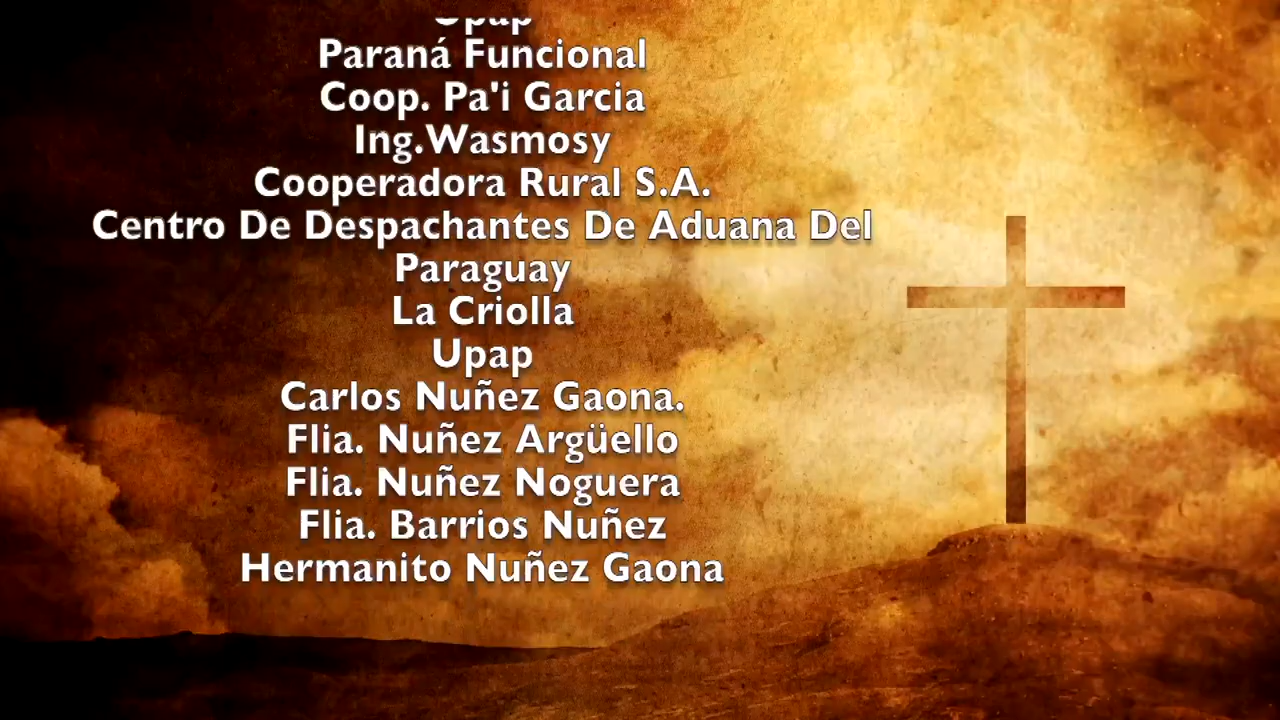 Upap
Paraná Funcional
Coop. Pa'i Garcia
Ing.Wasmosy
Cooperadora Rural S.A.
Centro De Despachantes De Aduana Del
Paraguay
La Criolla
Upap
Carlos Nuñez Gaona.
Flia. Nuñez Argüello
Flia. Nuñez Noguera
Flia. Barrios Nuñez
Hermanito Nuñez Gaona